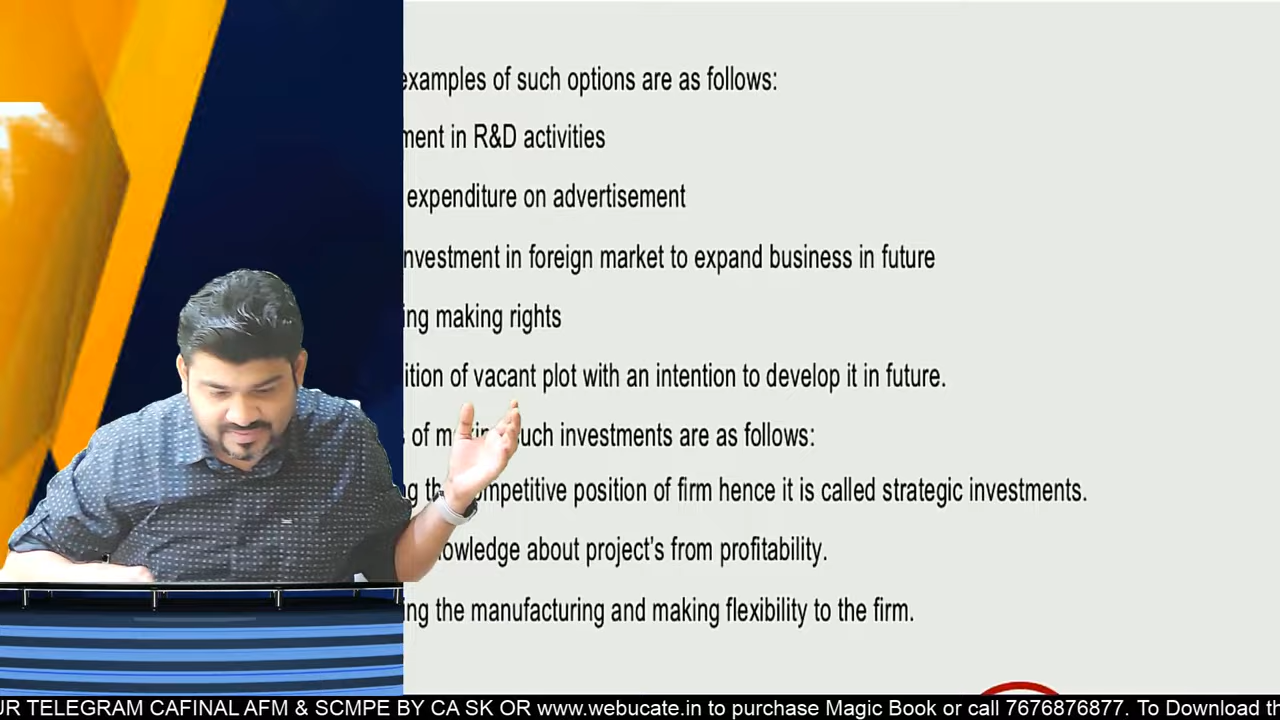 examples of such options are as follows:
ment in R&D activities
expenditure on advertisement
nvestment in foreign market to expand business in future
ing making rights
ition of vacant plot with an intention to develop it in future.
of such investments are as follows:
competitive position of firm hence it is called strategic investments.
owledge about project's from profitability.
ing the manufacturing and making flexibility to the firm.
UR TELEGRAM CAFINAL AFM & SCMPE BY CA SK OR www.webucate.in to purchase Magic Book or call 7676876877. To Download th